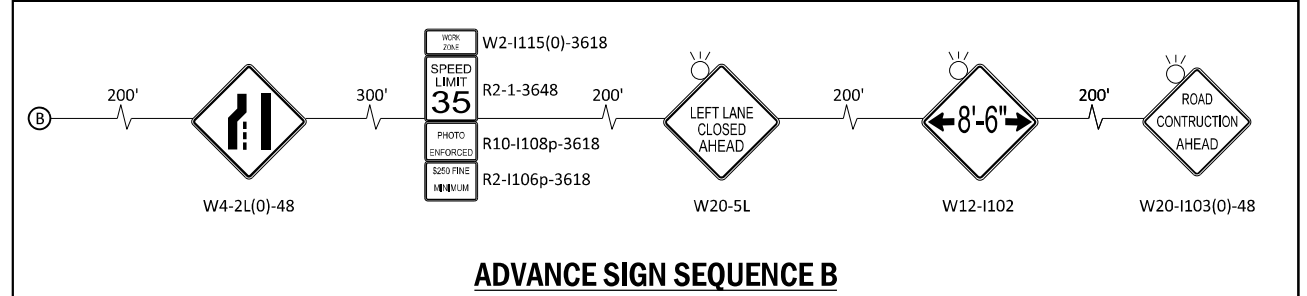 B
200'
W4-2L(0)-48
300'
WORK
ZONE
W2-I115(0)-3618
SPEED
LIMIT
35
R2-1-3648
PHOTO
ENFORCED
R10-I108p-3618
$250 FINE
MINIMUM
R2-I106p-3618
200'
LEFT LANE
CLOSED
AHEAD
W20-5L
200'
8'-6"
W12-I102
200'
ROAD
CONTRUCTION
AHEAD
W20-I103(0)-48
ADVANCE SIGN SEQUENCE B